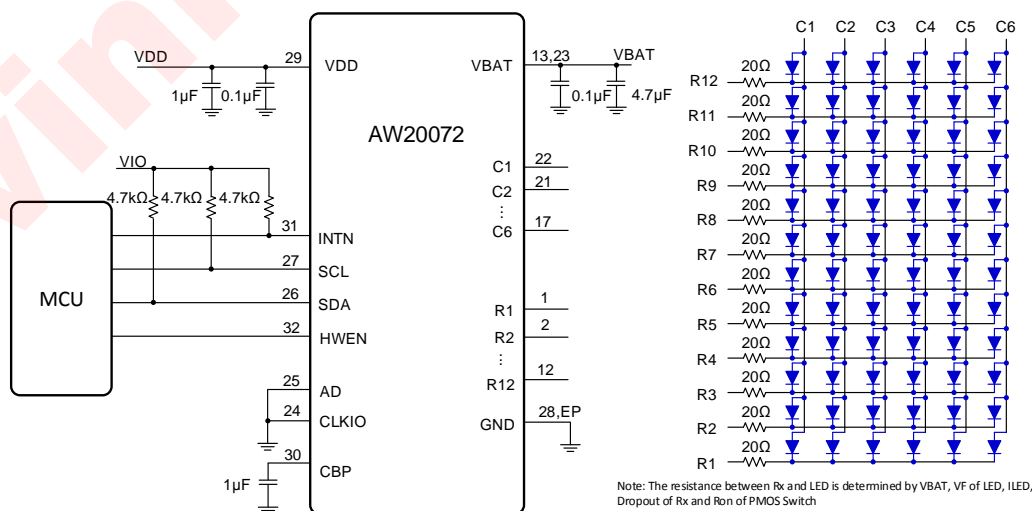 VDD
29
VDD
1μF
0.1μF
VBAT
13,23
VBAT
0.1μF
4.7μF
AW20072
VIO
4.7kΩ
4.7kΩ
4.7kΩ
MCU
31
INTN
27
SCL
26
SDA
32
HWEN
25
AD
24
CLKIO
30
CBP
1μF
C1
22
C2
21
⋮
C6
17
R1
1
R2
2
⋮
R12
12
GND
28,EP
C1 C2 C3 C4 C5 C6
20Ω
R12
20Ω
R11
20Ω
R10
20Ω
R9
20Ω
R8
20Ω
R7
20Ω
R6
20Ω
R5
20Ω
R4
20Ω
R3
20Ω
R2
20Ω
R1
Note: The resistance between Rx and LED is determined by VBAT, VF of LED, ILED,
Dropout of Rx and Ron of PMOS Switch